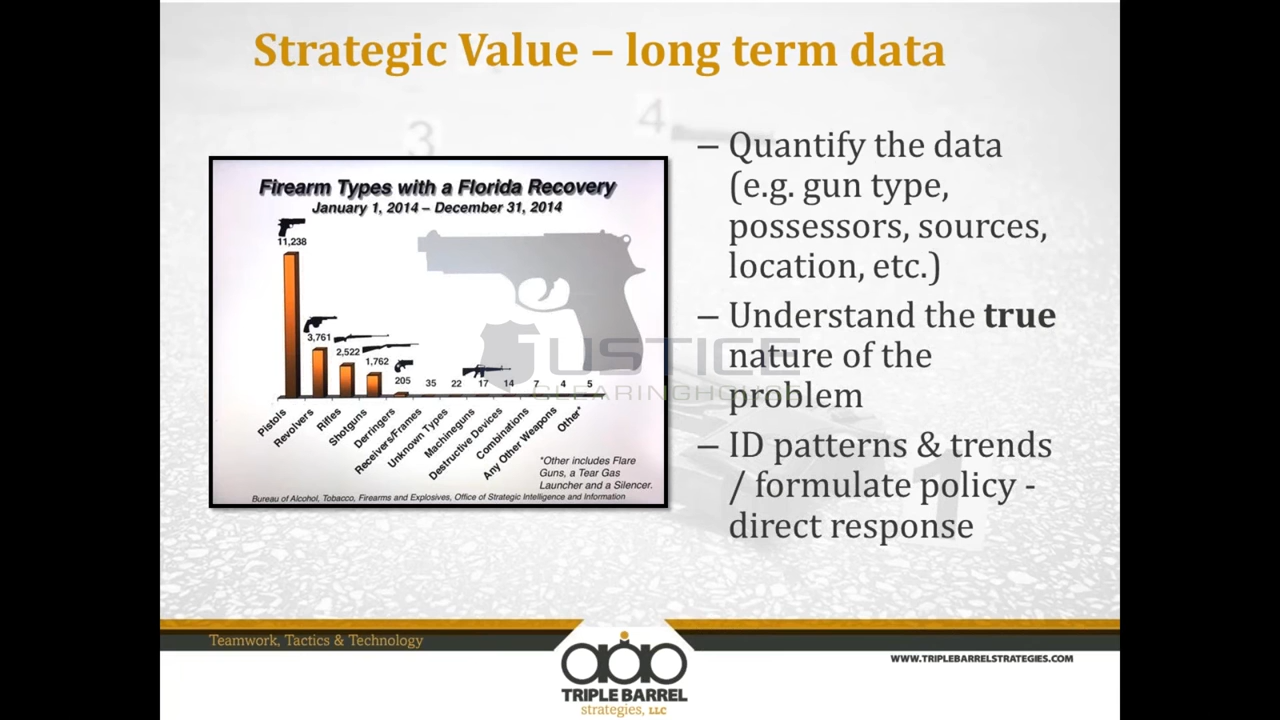 Strategic Value – long term data
3
4
Firearm Types with a Florida Recovery
January 1, 2014 – December 31, 2014
11,238
3,761
2,522
1,762
205
35
22
17
14
7
4
5
Pistols
Revolvers
Rifles
Shotguns
Derringers
Receivers/Frames
Unknown Types
Machineguns
Destructive Devices
Combinations
Any Other Weapons
Other*
*Other includes Flare
Guns, a Tear Gas
Launcher and a Silencer.
Bureau of Alcohol, Tobacco, Firearms and Explosives, Office of Strategic Intelligence and Information
– Quantify the data
(e.g. gun type,
possessors, sources,
location, etc.)
– Understand the true
nature of the
problem
– ID patterns & trends
/ formulate policy -
direct response
JUSTICE
CLEARINGHOUSE
1
Teamwork, Tactics & Technology
TRIPLE BARREL
strategies, LLC
WWW.TRIPLEBARRELSTRATEGIES.COM